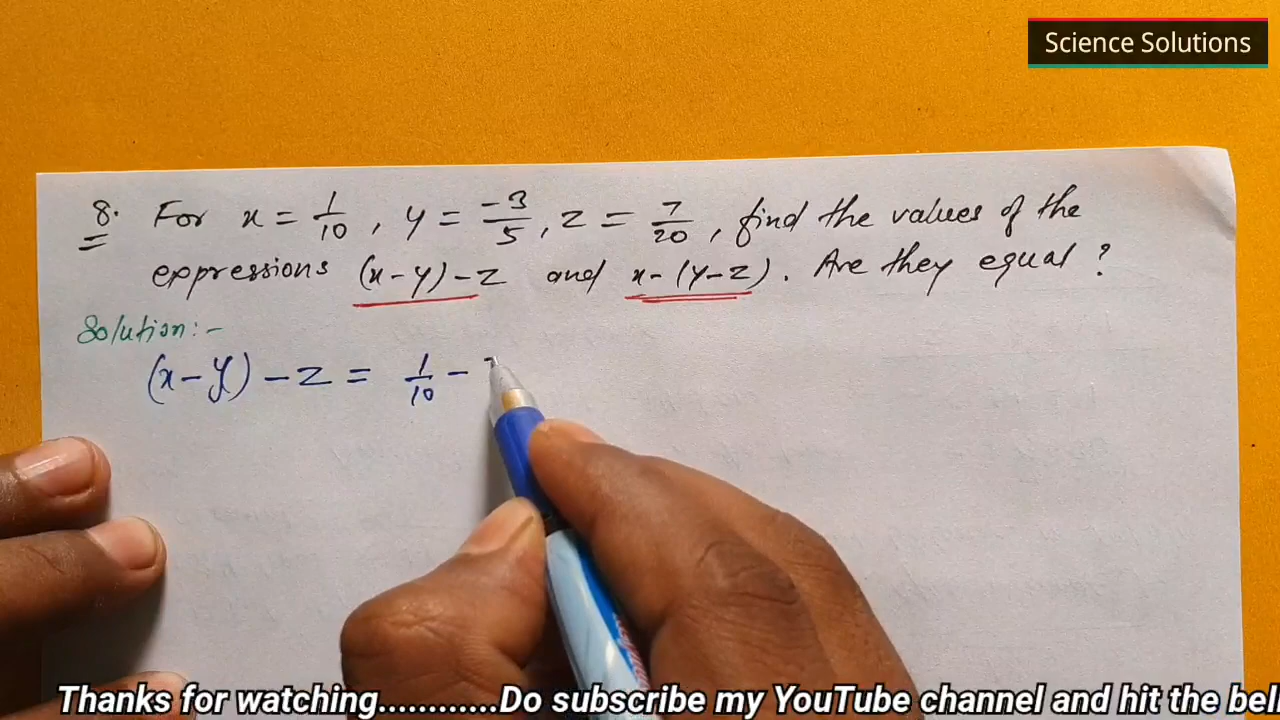 Science Solutions
8. For x = 1/10, y = -3/5, z = 7/20, find the values of the
expressions (x-y)-z and x-(y-z). Are they equal?
Solution:-
(x-y)-z = 1/10 -
Thanks for watching............Do subscribe my YouTube channel and hit the bell